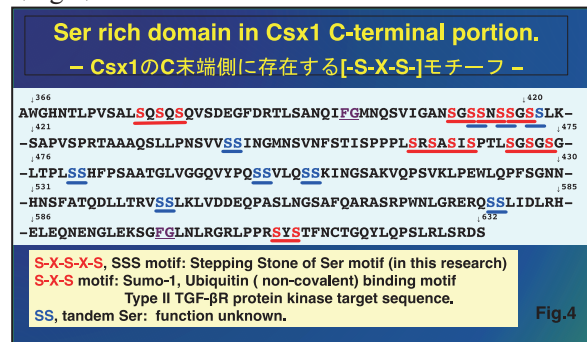 Ser rich domain in Csx1 C-terminal portion.
– Csx1のC末端側に存在する[-S-X-S-]モチーフ –
↓366 ↓420
AWGHNTLPVSALSQSQSQVSDEGFDRTLSANQIFGMNQSVIGANSGSSNSSGSSLK–
↓421 ↓475
–SAPVSPRTAAAQSLLPNSVVSSINGMNSVNFSTISPPPLSRSASISPTLSGSGSG–
↓476 ↓430
–LTPLSSHFPSAATGLVGGQVYPQSSVLQSSKINGSAKVQPSVKLPEWLQPFSGNN–
↓531 ↓585
–HNSFATQDLLTRVSSLKLVDDEQPASLNGSAFQARASRPWNLGRERQSSLIDLRH–
↓586 ↓632
–ELEQNENGLEKSGFGLNLRGRLPPRSYSTFNCTGQYLQPSLRLSRDS
S-X-S-X-S, SSS motif: Stepping Stone of Ser motif (in this research)
S-X-S motif: Sumo-1, Ubiquitin ( non-covalent) binding motif
Type II TGF-βR protein kinase target sequence.
SS, tandem Ser: function unknown.
Fig.4